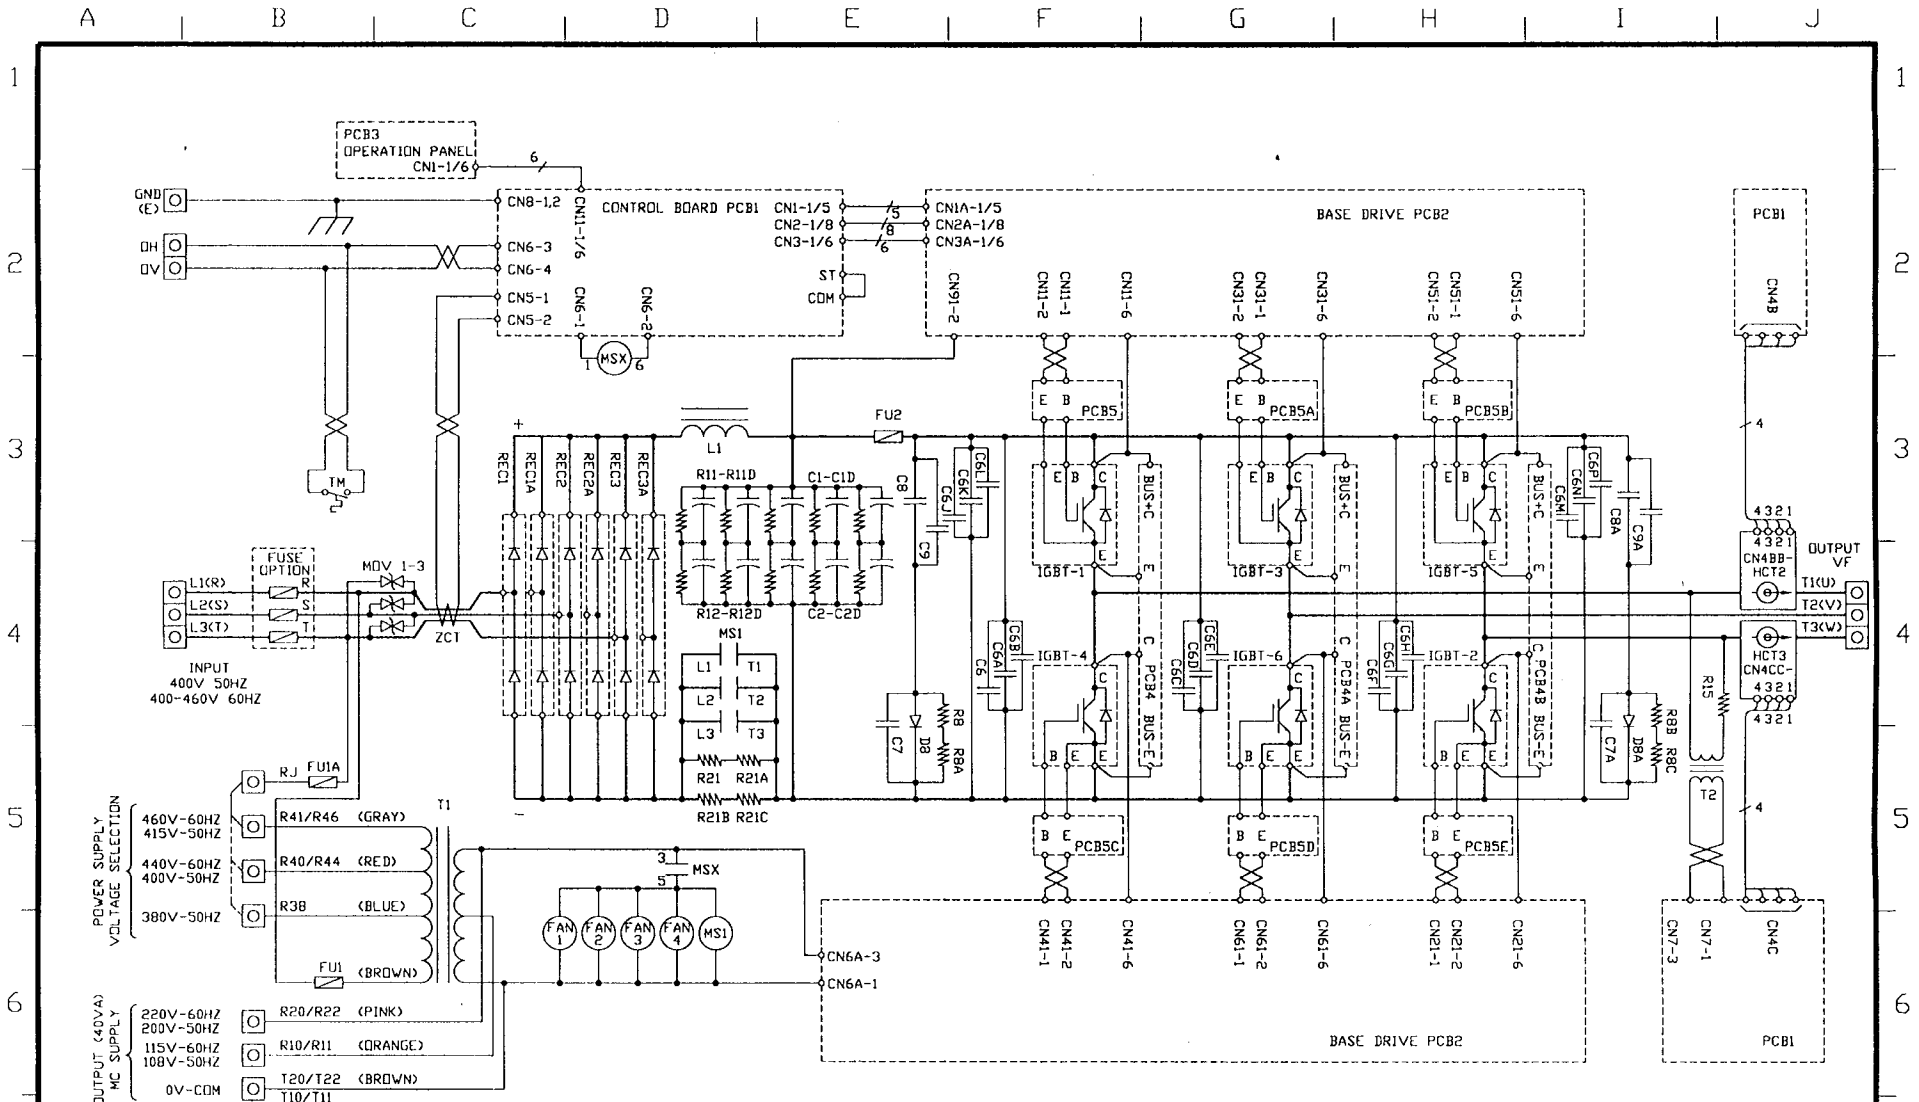 A B C D E F G H I J
1 1
PCB3
OPERATION PANEL
CN1-1/6
6
GND
(E)
CN8-1,2
CN11-1/6
CONTROL BOARD PCB1
CN1-1/5
5
CN1A-1/5
CN2-1/8
8
CN2A-1/8
CN3-1/6
6
CN3A-1/6
BASE DRIVE PCB2
PCB1
2 2
OH
OV
CN6-3
CN6-4
CN5-1
CN5-2
CN6-1
CN6-2
ST
COM
CN91-2
CN11-2
CN11-1
CN11-6
CN31-2
CN31-1
CN31-6
CN51-2
CN51-1
CN51-6
CN4B
1
MSX
6
E B
PCB5
E B
PCB5A
E B
PCB5B
3 3
+
L1
FU2
4
TM
REC1
REC1A
REC2
REC2A
REC3
REC3A
R11-R11D
C1-C1D
C8
C9
C6J
C6K
C6L
E B C
BUS+C
E B C
BUS+C
E B C
BUS+C
C6M
C6N
C6P
C8A
C9A
4321
4321
CN4BB-
HCT2
OUTPUT
VF
FUSE
OPTION
MOV 1-3
E
IGBT-1
E
IGBT-3
E
IGBT-5
L1(R)
R
L2(S)
S
L3(T)
T
ZCT
R12-R12D
C2-C2D
T1(U)
T2(V)
T3(W)
4 4
INPUT
400V 50HZ
400-460V 60HZ
MS1
L1 T1
L2 T2
L3 T3
C6
C6A
C6B
IGBT-4
C
C PCB4 BUS-E
C6C
C6D
C6E
IGBT-6
C
C PCB4A BUS-E
C6F
C6G
C6H
IGBT-2
C
C PCB4B BUS-E
HCT3
CN4CC-
4321
4321
R15
C7
D8
R8
R8A
B E E
B E E
B E E
C7A
D8A
R8B
R8C
RJ
FU1A
R21 R21A
R21B R21C
-
T2
4
5 5
POWER SUPPLY
VOLTAGE SELECTION
460V-60HZ
415V-50HZ
R41/R46 (GRAY)
T1
440V-60HZ
400V-50HZ
R40/R44 (RED)
380V-50HZ
R38 (BLUE)
3
MSX
5
B E
PCB5C
B E
PCB5D
B E
PCB5E
FAN
1
FAN
2
FAN
3
FAN
4
MS1
CN6A-3
CN6A-1
CN41-1
CN41-2
CN41-6
CN61-1
CN61-2
CN61-6
CN21-1
CN21-2
CN21-6
CN7-3
CN7-1
CN4C
FU1
(BROWN)
6 6
OUTPUT (40VA)
MC SUPPLY
220V-60HZ
200V-50HZ
R20/R22 (PINK)
115V-60HZ
108V-50HZ
R10/R11 (ORANGE)
0V-COM
T20/T22 (BROWN)
T10/T11
BASE DRIVE PCB2
PCB1